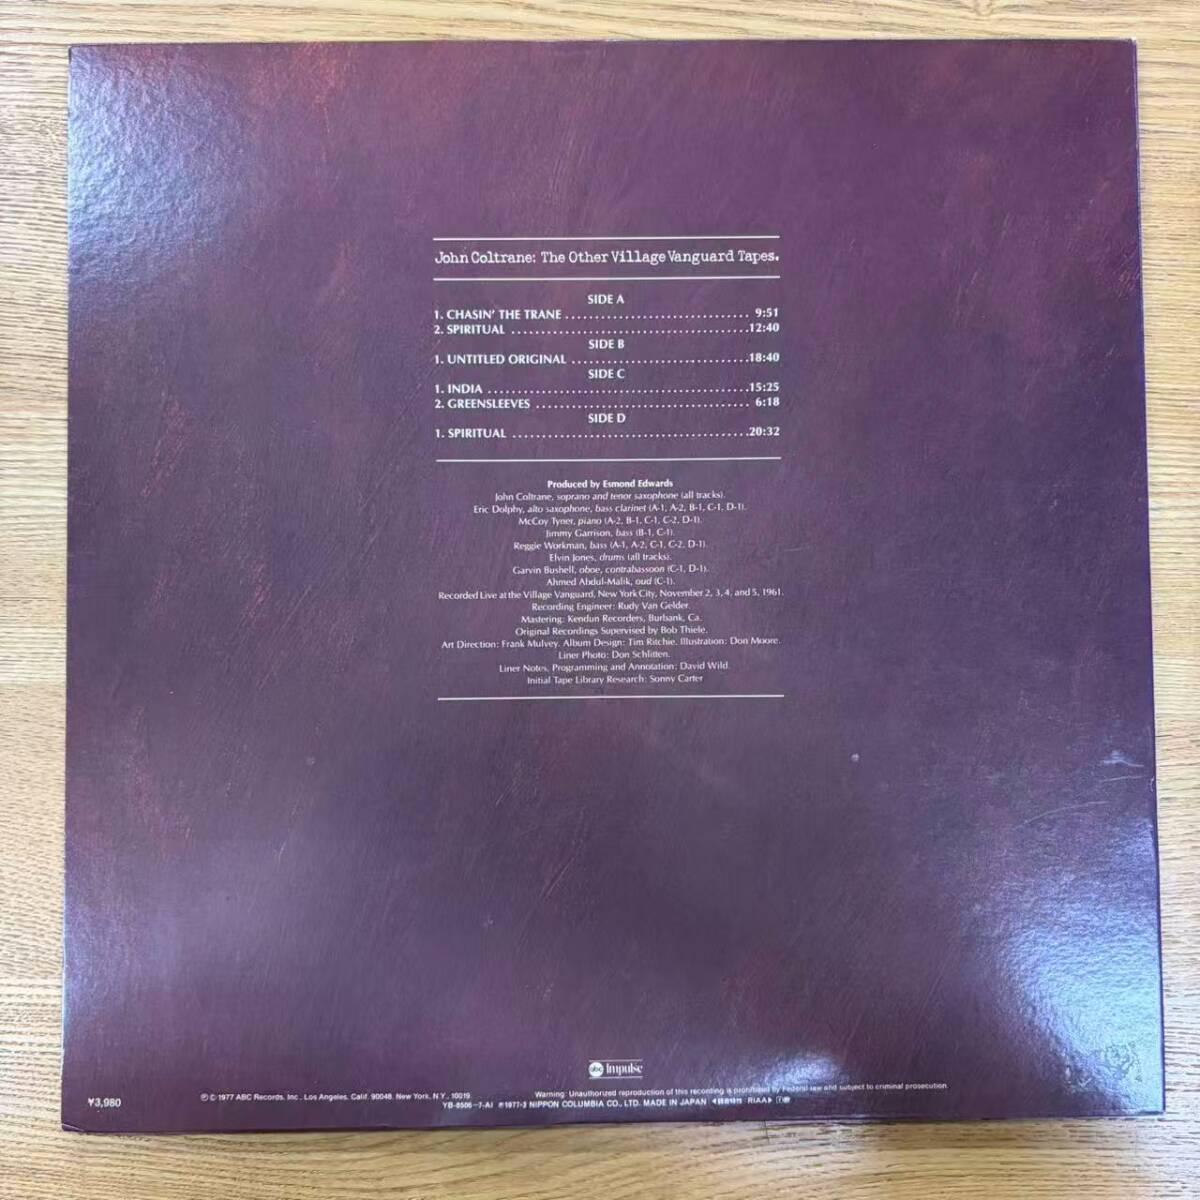 John Coltrane: The Other Village Vanguard Tapes.
SIDE A
1. CHASIN' THE TRANE .............................. 9:51
2. SPIRITUAL .......................................12:40
SIDE B
1. UNTITLED ORIGINAL .............................18:40
SIDE C
1. INDIA ...........................................15:25
2. GREENSLEEVES ................................... 6:18
SIDE D
1. SPIRITUAL .......................................20:32
Produced by Esmond Edwards
John Coltrane, soprano and tenor saxophone (all tracks).
Eric Dolphy, alto saxophone, bass clarinet (A-1, A-2, B-1, C-1, D-1).
McCoy Tyner, piano (A-2, B-1, C-1, C-2, D-1).
Jimmy Garrison, bass (B-1, C-1).
Reggie Workman, bass (A-1, A-2, C-1, C-2, D-1).
Elvin Jones, drums (all tracks).
Garvin Bushell, oboe, contrabassoon (C-1, D-1).
Ahmed Abdul-Malik, oud (C-1).
Recorded Live at the Village Vanguard, New York City, November 2, 3, 4, and 5, 1961.
Recording Engineer: Rudy Van Gelder.
Mastering: Kendun Recorders, Burbank, Ca.
Original Recordings Supervised by Bob Thiele.
Art Direction: Frank Mulvey. Album Design: Tim Ritchie. Illustration: Don Moore.
Liner Photo: Don Schlitten.
Liner Notes, Programming and Annotation: David Wild.
Initial Tape Library Research: Sonny Carter
abc Impulse
¥3,980
℗ © 1977 ABC Records, Inc., Los Angeles, Calif. 90048. New York, N.Y., 10019. Warning: Unauthorized reproduction of this recording is prohibited by Federal law and subject to criminal prosecution.
YB-8506~7-AI ℗1977·3 NIPPON COLUMBIA CO., LTD. MADE IN JAPAN RIAA